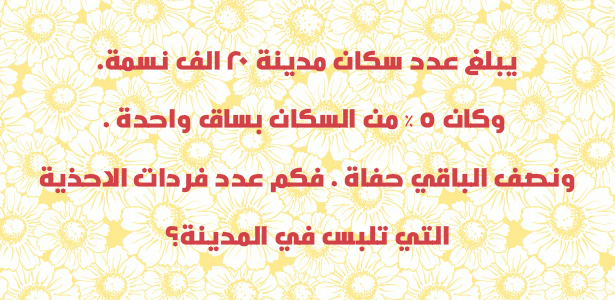 يبلغ عدد سكان مدينة ٢٠ الف نسمة.
وكان ٥ ٪ من السكان بساق واحدة .
ونصف الباقي حفاة . فكم عدد فردات الاحذية
التي تلبس في المدينة؟